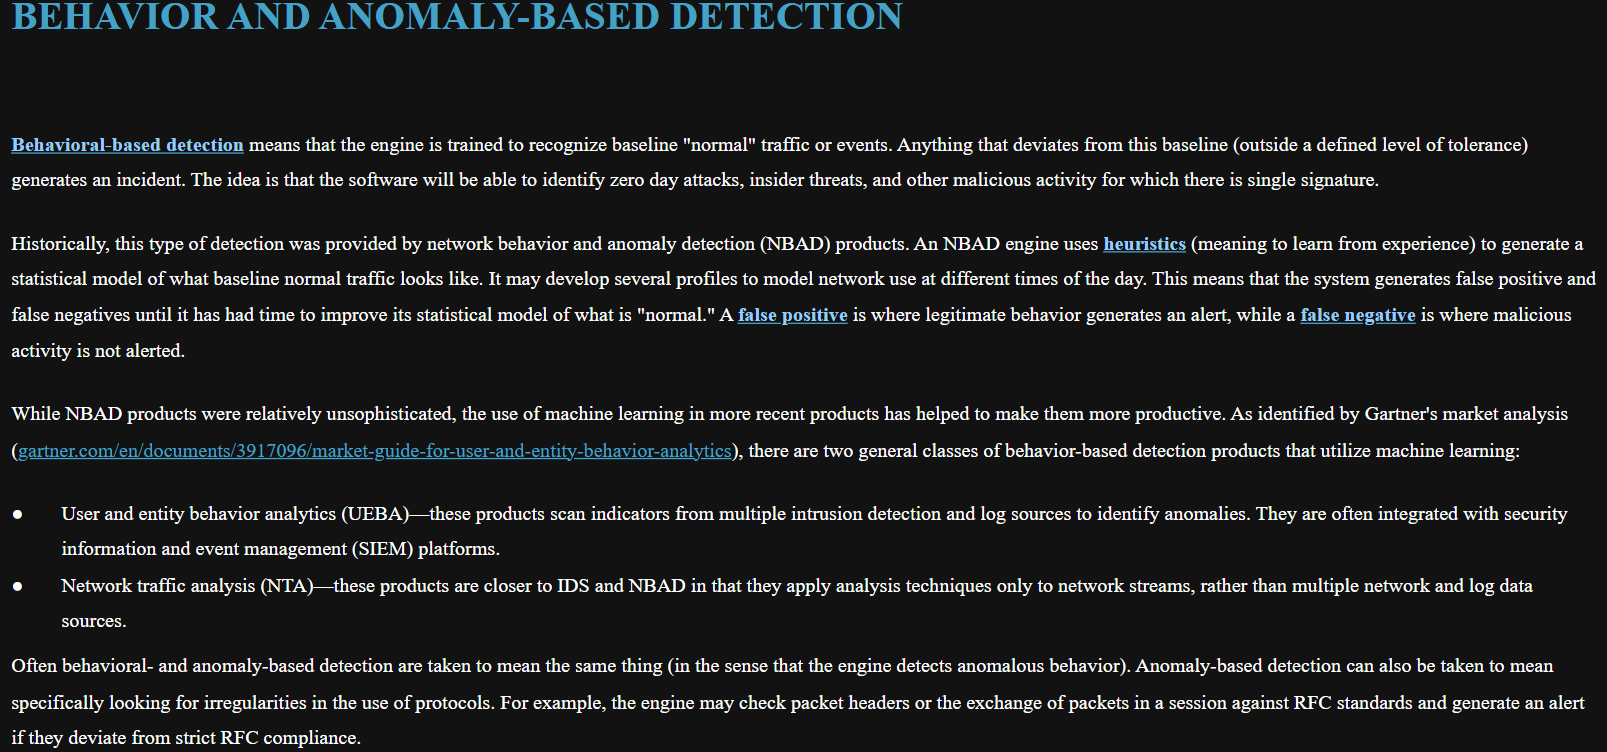 BEHAVIOR AND ANOMALY-BASED DETECTION
Behavioral-based detection means that the engine is trained to recognize baseline "normal" traffic or events. Anything that deviates from this baseline (outside a defined level of tolerance)
generates an incident. The idea is that the software will be able to identify zero day attacks, insider threats, and other malicious activity for which there is single signature.
Historically, this type of detection was provided by network behavior and anomaly detection (NBAD) products. An NBAD engine uses heuristics (meaning to learn from experience) to generate a
statistical model of what baseline normal traffic looks like. It may develop several profiles to model network use at different times of the day. This means that the system generates false positive and
false negatives until it has had time to improve its statistical model of what is "normal." A false positive is where legitimate behavior generates an alert, while a false negative is where malicious
activity is not alerted.
While NBAD products were relatively unsophisticated, the use of machine learning in more recent products has helped to make them more productive. As identified by Gartner's market analysis
(gartner.com/en/documents/3917096/market-guide-for-user-and-entity-behavior-analytics), there are two general classes of behavior-based detection products that utilize machine learning:
● User and entity behavior analytics (UEBA)—these products scan indicators from multiple intrusion detection and log sources to identify anomalies. They are often integrated with security
information and event management (SIEM) platforms.
● Network traffic analysis (NTA)—these products are closer to IDS and NBAD in that they apply analysis techniques only to network streams, rather than multiple network and log data
sources.
Often behavioral- and anomaly-based detection are taken to mean the same thing (in the sense that the engine detects anomalous behavior). Anomaly-based detection can also be taken to mean
specifically looking for irregularities in the use of protocols. For example, the engine may check packet headers or the exchange of packets in a session against RFC standards and generate an alert
if they deviate from strict RFC compliance.